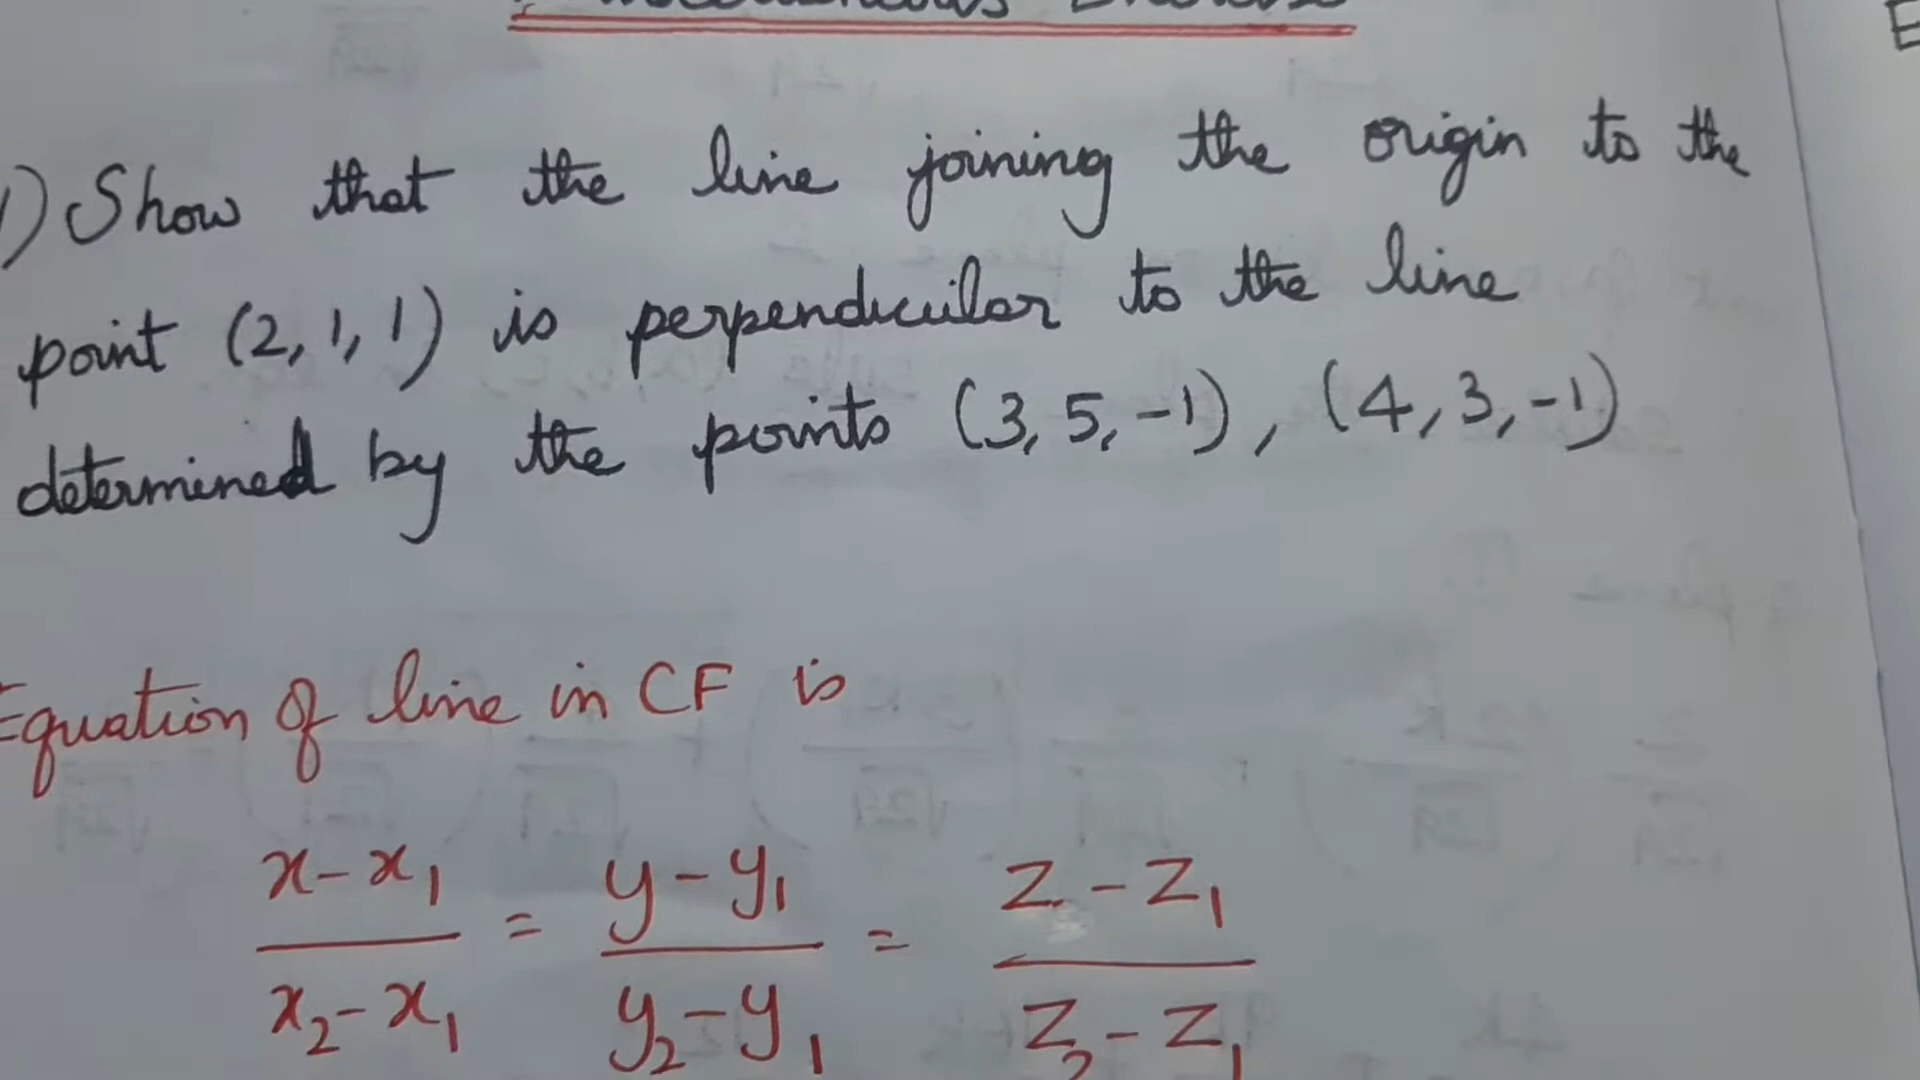 1) Show that the line joining the origin to the
point (2, 1, 1) is perpendicular to the line
determined by the points (3, 5, -1), (4, 3, -1)
Equation of line in CF is
x - x₁ / x₂ - x₁ = y - y₁ / y₂ - y₁ = z - z₁ / z₂ - z₁